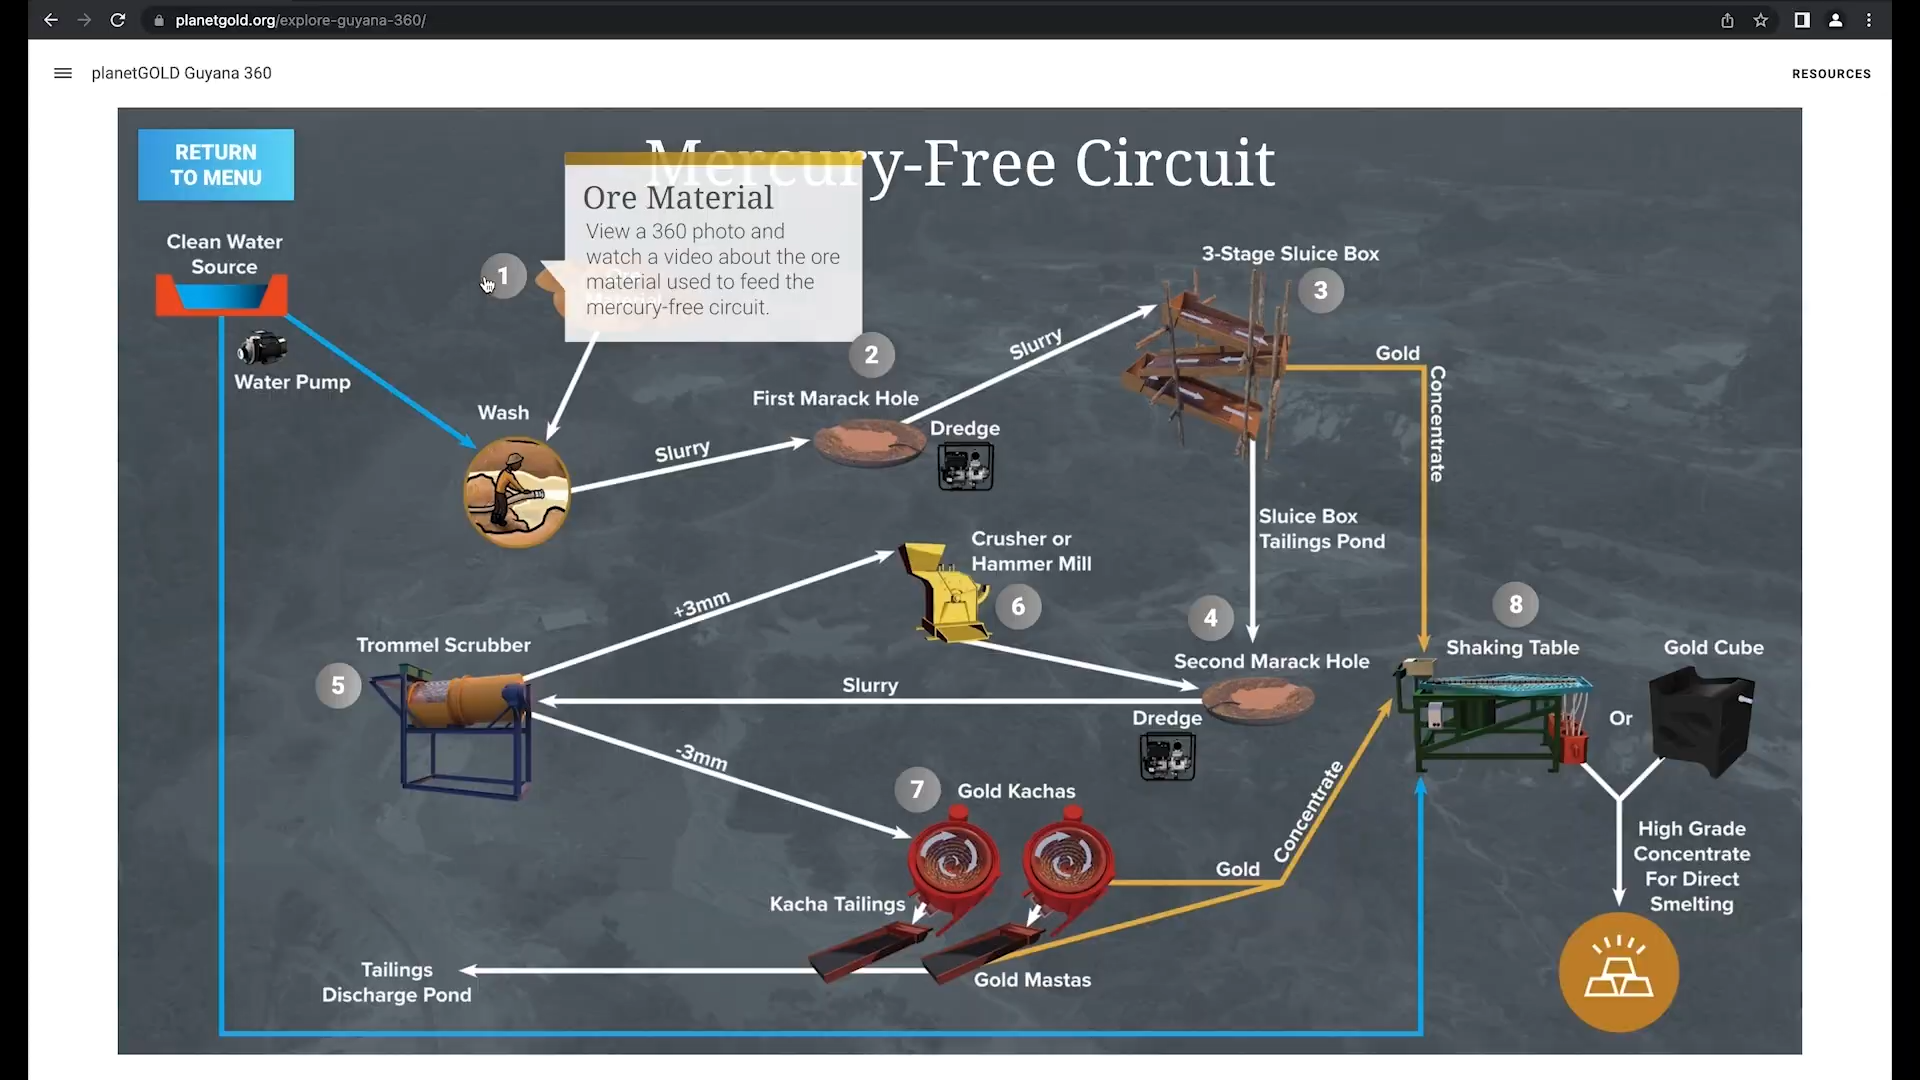 planetgold.org/explore-guyana-360/
planetGOLD Guyana 360
RESOURCES
RETURN
TO MENU
Mercury-Free Circuit
Ore Material
View a 360 photo and
watch a video about the ore
material used to feed the
mercury-free circuit.
Clean Water
Source
Water Pump
1
Wash
Slurry
2
First Marack Hole
Dredge
Slurry
3-Stage Sluice Box
3
Gold
Concentrate
Sluice Box
Tailings Pond
Crusher or
Hammer Mill
6
+3mm
4
Second Marack Hole
Dredge
8
Shaking Table
Gold Cube
Or
Trommel Scrubber
5
Slurry
-3mm
7
Gold Kachas
Gold
Concentrate
Kacha Tailings
Gold Mastas
Tailings
Discharge Pond
High Grade
Concentrate
For Direct
Smelting